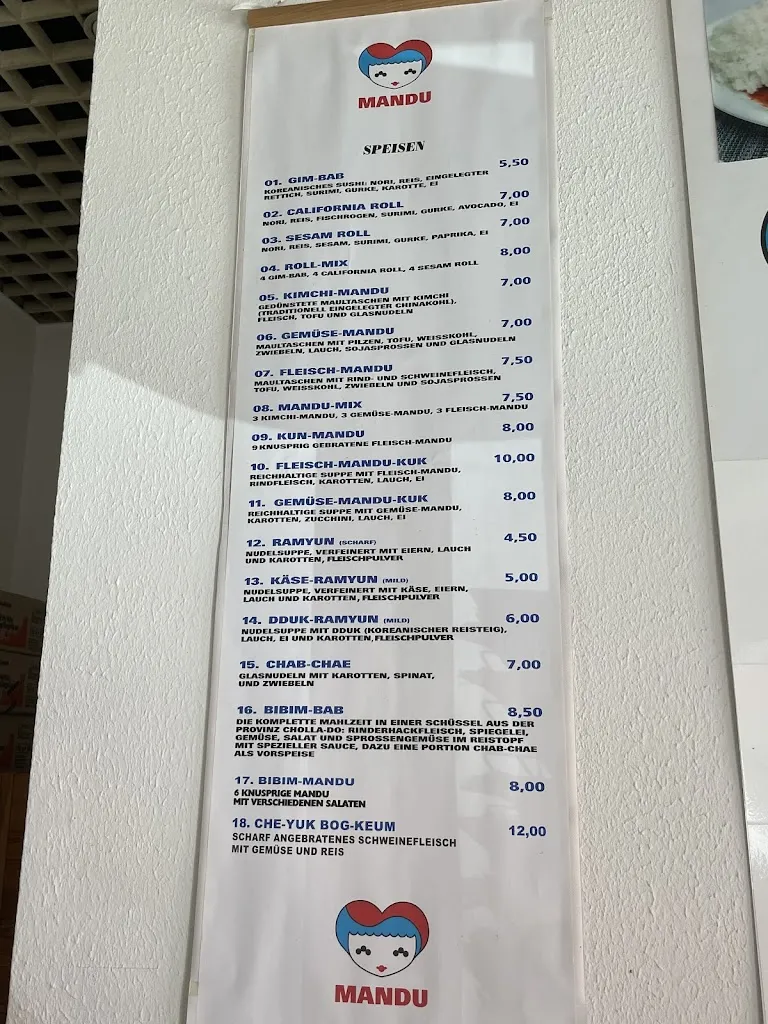 MANDU
SPEISEN
01. GIM-BAB 5,50
KOREANISCHES SUSHI: NORI, REIS, EINGELEGTER
RETTICH, SURIMI, GURKE, KAROTTE, EI
02. CALIFORNIA ROLL 7,00
NORI, REIS, FISCHROGEN, SURIMI, GURKE, AVOCADO, EI
03. SESAM ROLL 7,00
NORI, REIS, SESAM, SURIMI, GURKE, PAPRIKA, EI
04. ROLL-MIX 8,00
4 GIM-BAB, 4 CALIFORNIA ROLL, 4 SESAM ROLL
05. KIMCHI-MANDU 7,00
GEDÜNSTETE MAULTASCHEN MIT KIMCHI
(TRADITIONELL EINGELEGTER CHINAKOHL),
FLEISCH, TOFU UND GLASNUDELN
06. GEMÜSE-MANDU 7,00
MAULTASCHEN MIT PILZEN, TOFU, WEISSKOHL,
ZWIEBELN, LAUCH, SOJASPROSSEN UND GLASNUDELN
07. FLEISCH-MANDU 7,50
MAULTASCHEN MIT RIND- UND SCHWEINEFLEISCH,
TOFU, WEISSKOHL, ZWIEBELN UND SOJASPROSSEN
08. MANDU-MIX 7,50
3 KIMCHI-MANDU, 3 GEMÜSE-MANDU, 3 FLEISCH-MANDU
09. KUN-MANDU 8,00
9 KNUSPRIG GEBRATENE FLEISCH-MANDU
10. FLEISCH-MANDU-KUK 10,00
REICHHALTIGE SUPPE MIT FLEISCH-MANDU,
RINDFLEISCH, KAROTTEN, LAUCH, EI
11. GEMÜSE-MANDU-KUK 8,00
REICHHALTIGE SUPPE MIT GEMÜSE-MANDU,
KAROTTEN, ZUCCHINI, LAUCH, EI
12. RAMYUN (SCHARF) 4,50
NUDELSUPPE, VERFEINERT MIT EIERN, LAUCH
UND KAROTTEN, FLEISCHPULVER
13. KÄSE-RAMYUN (MILD) 5,00
NUDELSUPPE, VERFEINERT MIT KÄSE, EIERN,
LAUCH UND KAROTTEN, FLEISCHPULVER
14. DDUK-RAMYUN (MILD) 6,00
NUDELSUPPE MIT DDUK (KOREANISCHER REISTEIG),
LAUCH, EI UND KAROTTEN,FLEISCHPULVER
15. CHAB-CHAE 7,00
GLASNUDELN MIT KAROTTEN, SPINAT,
UND ZWIEBELN
16. BIBIM-BAB 8,50
DIE KOMPLETTE MAHLZEIT IN EINER SCHÜSSEL AUS DER
PROVINZ CHOLLA-DO: RINDERHACKFLEISCH, SPIEGELEI,
GEMÜSE, SALAT UND SPROSSENGEMÜSE IM REISTOPF
MIT SPEZIELLER SAUCE, DAZU EINE PORTION CHAB-CHAE
ALS VORSPEISE
17. BIBIM-MANDU 8,00
6 KNUSPRIGE MANDU
MIT VERSCHIEDENEN SALATEN
18. CHE-YUK BOG-KEUM 12,00
SCHARF ANGEBRATENES SCHWEINEFLEISCH
MIT GEMÜSE UND REIS
MANDU